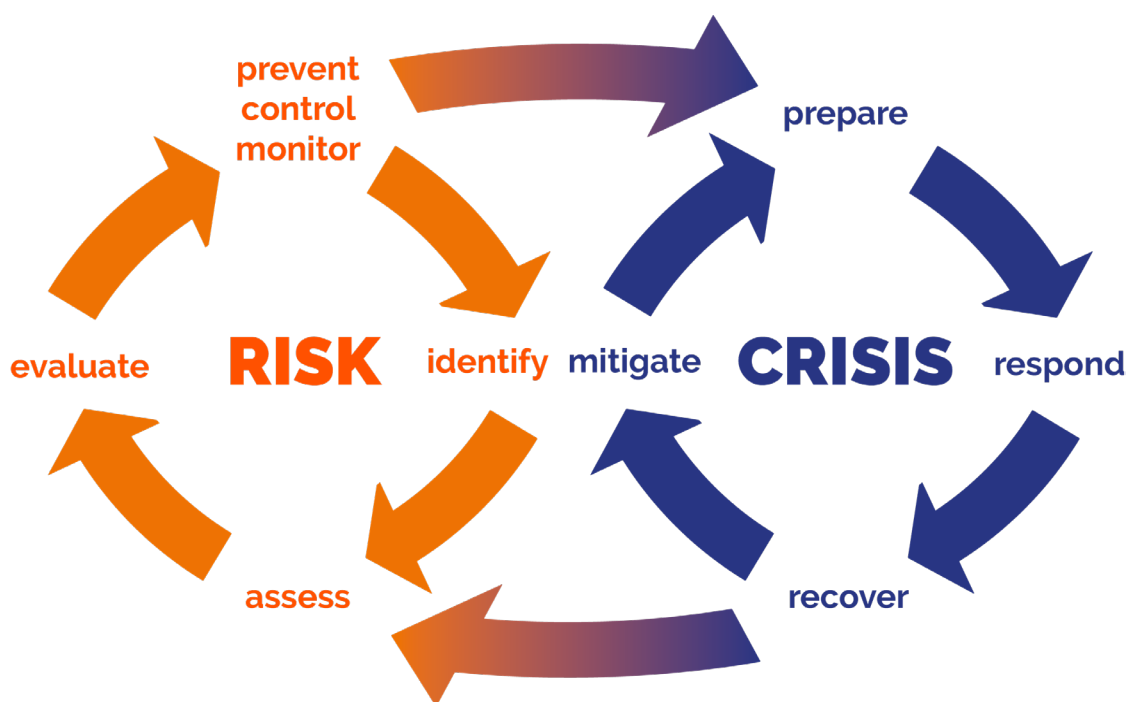 prevent
control
monitor
prepare
evaluate
RISK
identify
mitigate
CRISIS
respond
assess
recover